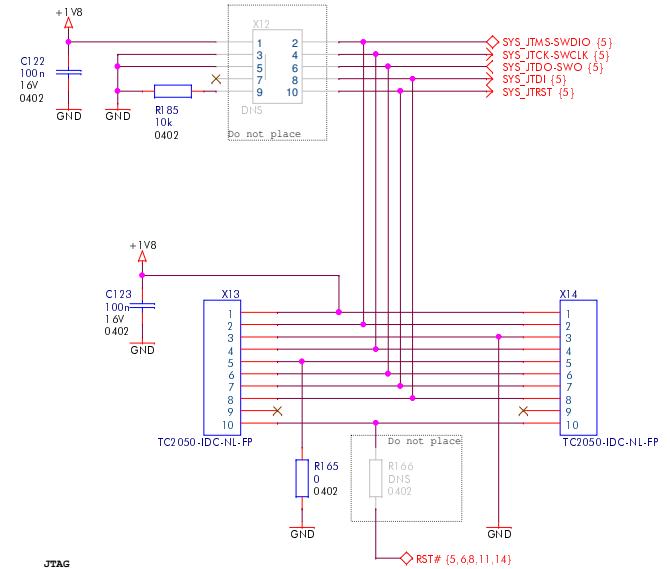 +1V8
X12
C122
100n
16V
0402
GND
GND
1 2
3 4
5 6
7 8
9 10
R185
10k
0402
DNS
Do not place
SYS_JTMS-SWDIO {5}
SYS_JTCK-SWCLK {5}
SYS_JTDO-SWO {5}
SYS_JTDI {5}
SYS_JTRST {5}
+1V8
C123
100n
16V
0402
GND
X13
1
2
3
4
5
6
7
8
9
10
TC2050-IDC-NL-FP
X14
1
2
3
4
5
6
7
8
9
10
TC2050-IDC-NL-FP
R165
0
0402
GND
Do not place
R166
DNS
0402
GND
RST# {5,6,8,11,14}
JTAG